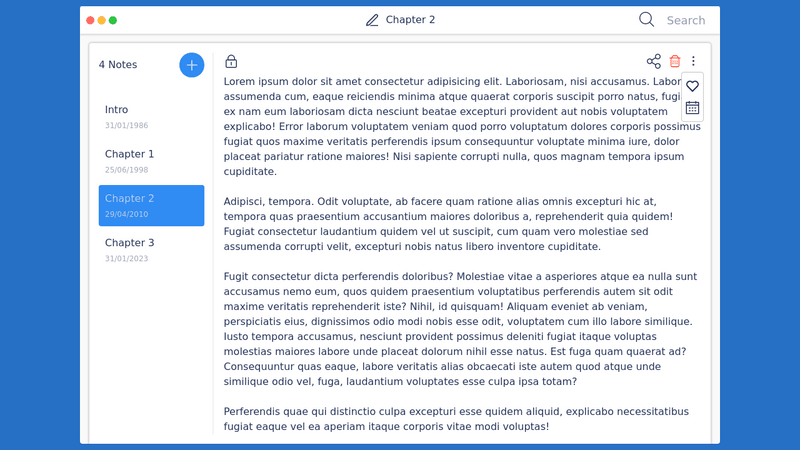 Chapter 2
Search
4 Notes
Intro
31/01/1986
Chapter 1
25/06/1998
Chapter 2
29/04/2010
Chapter 3
31/01/2023
Lorem ipsum dolor sit amet consectetur adipisicing elit. Laboriosam, nisi accusamus.
assumenda cum, eaque reiciendis minima atque quaerat corporis suscipit porro natus,
ex nam eum laboriosam dicta nesciunt beatae excepturi provident aut nobis voluptatem
explicabo! Error laborum voluptatem veniam quod porro voluptatum dolores corporis possimus
fugiat quos maxime veritatis perferendis ipsum consequuntur voluptate minima iure, dolor
placeat pariatur ratione maiores! Nisi sapiente corrupti nulla, quos magnam tempora ipsum
cupiditate.
Adipisci, tempora. Odit voluptate, ab facere quam ratione alias omnis excepturi hic at,
tempora quas praesentium accusantium maiores doloribus a, reprehenderit quia quidem!
Fugiat consectetur laudantium quidem vel ut suscipit, cum quam vero molestiae sed
assumenda corrupti velit, excepturi nobis natus libero inventore cupiditate.
Fugit consectetur dicta perferendis doloribus? Molestiae vitae a asperiores atque ea nulla sunt
accusamus nemo eum, quos quidem praesentium voluptatibus perferendis autem sit odit
maxime veritatis reprehenderit iste? Nihil, id quisquam! Aliquam eveniet ab veniam,
perspiciatis eius, dignissimos odio modi nobis esse odit, voluptatem cum illo labore similique.
Iusto tempora accusamus, nesciunt provident possimus deleniti fugiat itaque voluptas
molestias maiores labore unde placeat dolorum nihil esse natus. Est fuga quam quaerat ad?
Consequuntur quas eaque, labore veritatis alias obcaecati iste autem quod atque unde
similique odio vel, fuga, laudantium voluptates esse culpa ipsa totam?
Perferendis quae qui distinctio culpa excepturi esse quidem aliquid, explicabo necessitatibus
fugiat eaque vel ea aperiam itaque corporis vitae modi voluptas!